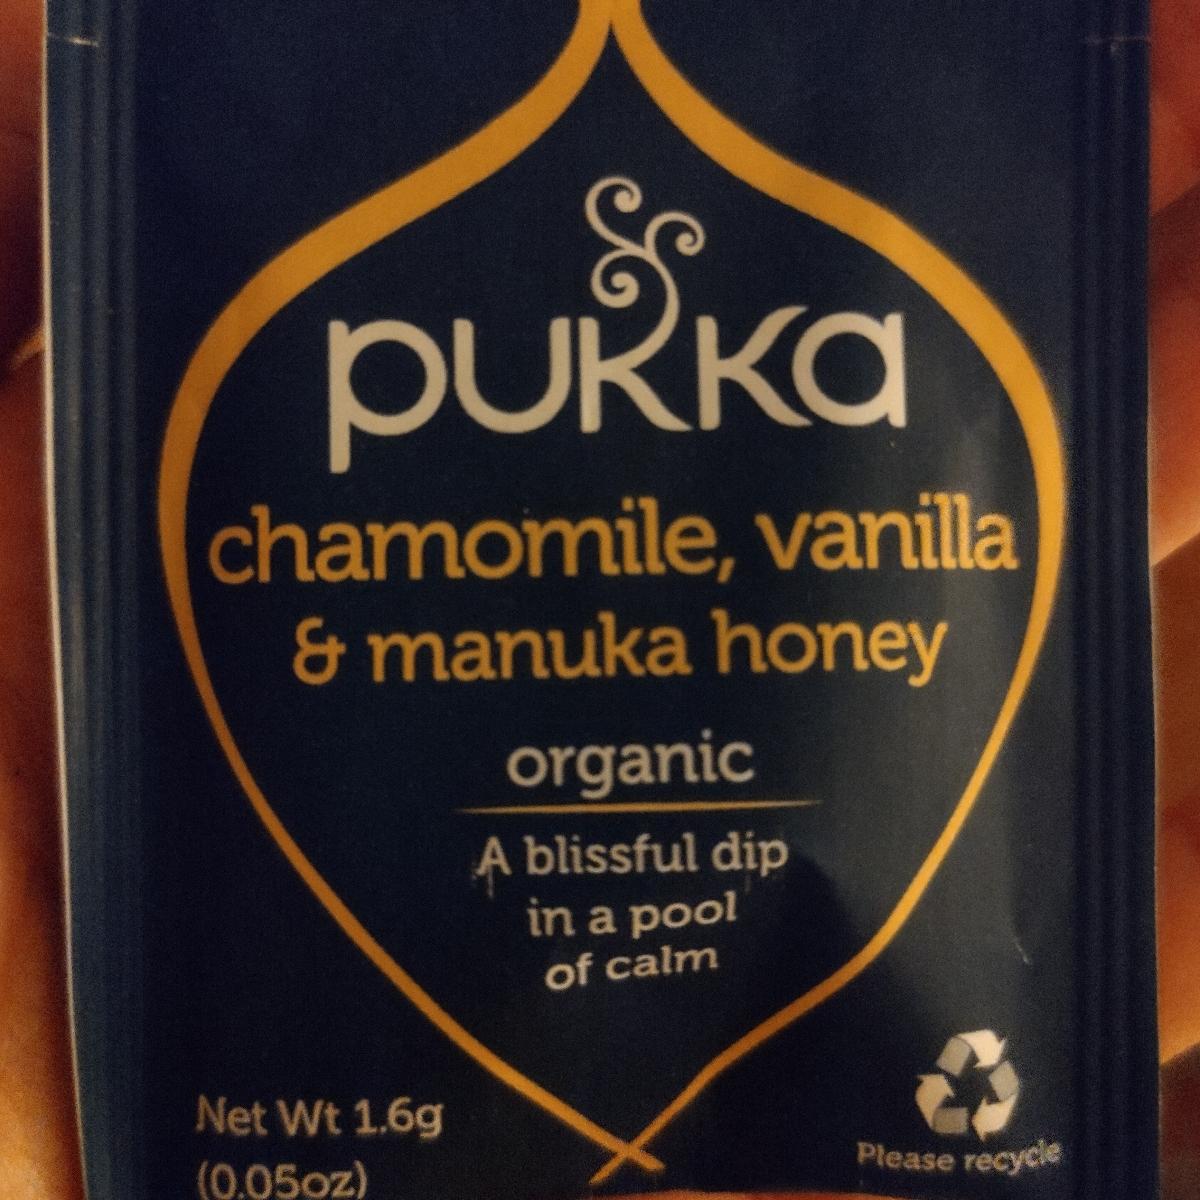 pukka
chamomile, vanilla
& manuka honey
organic
A blissful dip
in a pool
of calm
Net Wt 1.6g
(0.05oz)
Please recycle